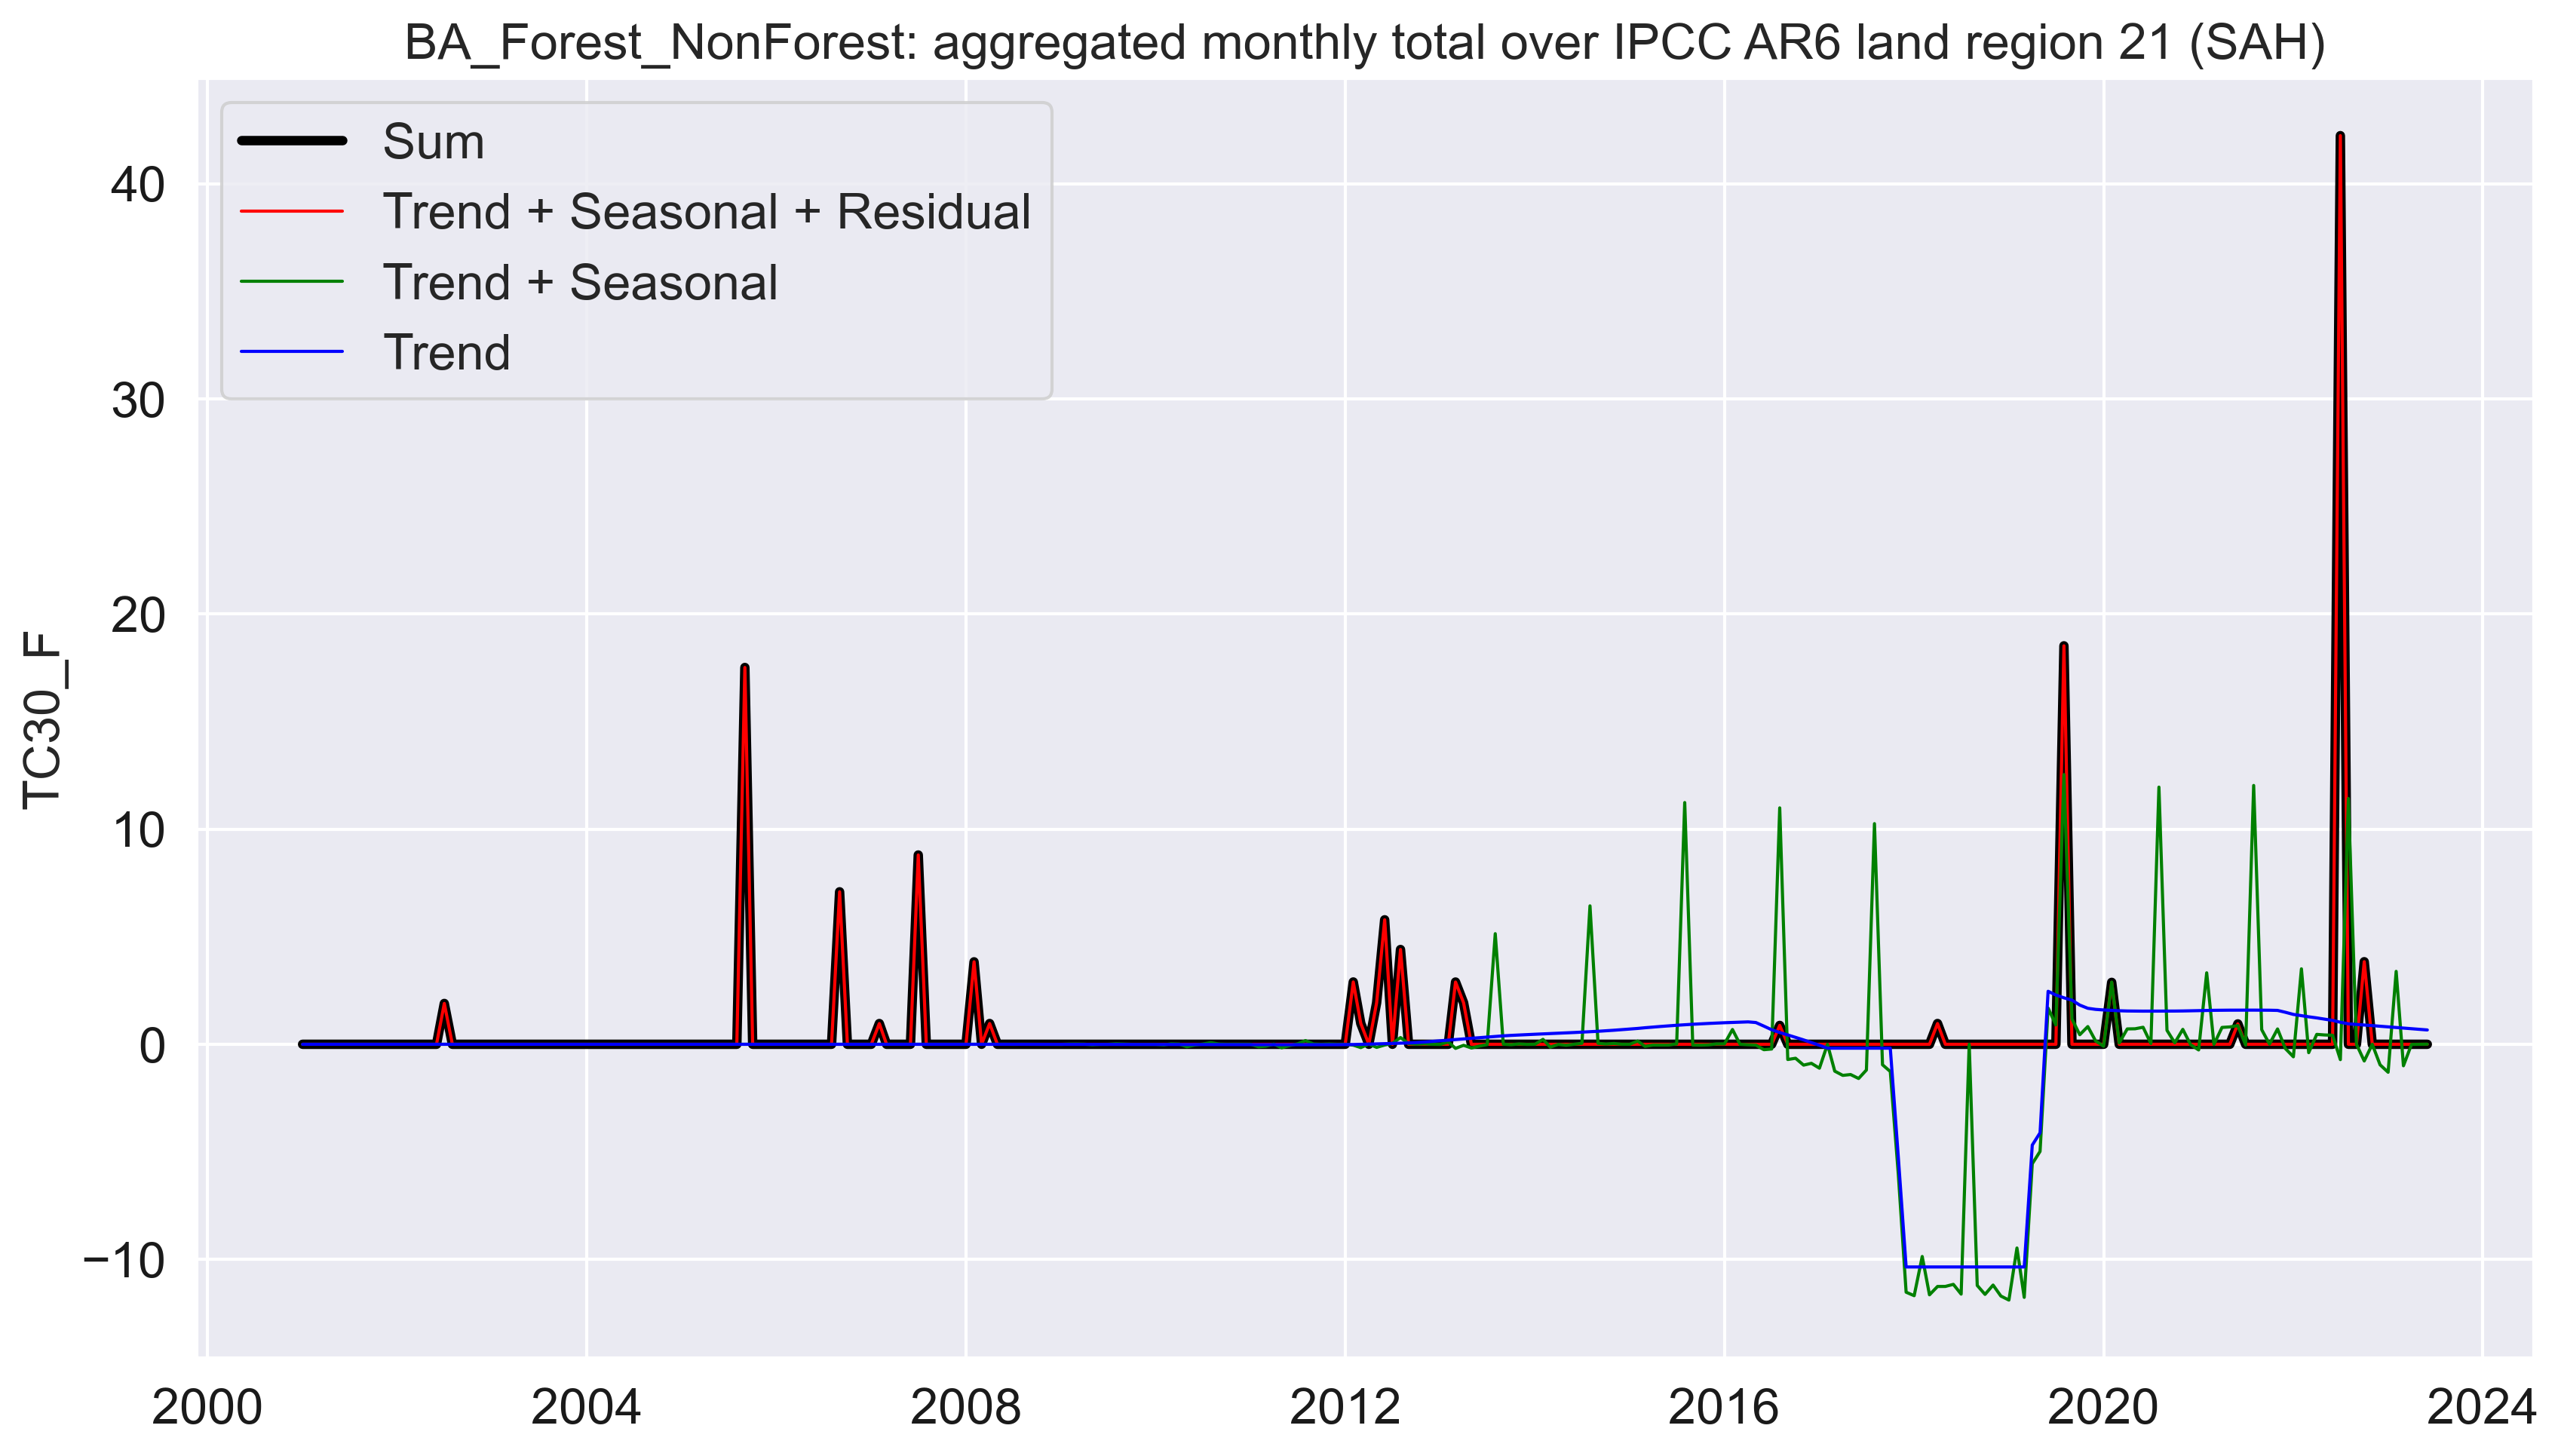 BA_Forest_NonForest: aggregated monthly total over IPCC AR6 land region 21 (SAH)
Sum
Trend + Seasonal + Residual
Trend + Seasonal
Trend
TC30_F
40
30
20
10
0
−10
2000
2004
2008
2012
2016
2020
2024